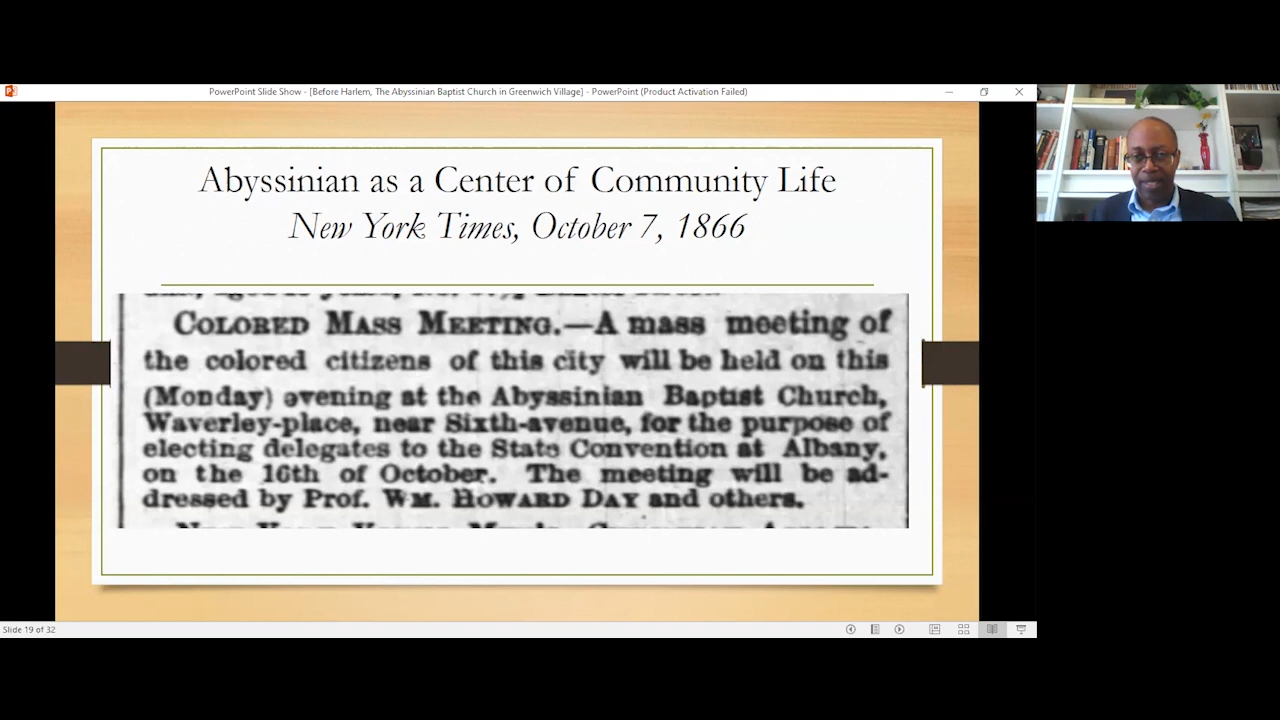 PowerPoint Slide Show - [Before Harlem, The Abyssinian Baptist Church in Greenwich Village] - PowerPoint (Product Activation Failed)
Abyssinian as a Center of Community Life
New York Times, October 7, 1866
COLORED MASS MEETING.—A mass meeting of
the colored citizens of this city will be held on this
(Monday) evening at the Abyssinian Baptist Church,
Waverley-place, near Sixth-avenue, for the purpose of
electing delegates to the State Convention at Albany,
on the 16th of October. The meeting will be ad-
dressed by Prof. WM. HOWARD DAY and others.
Slide 19 of 32